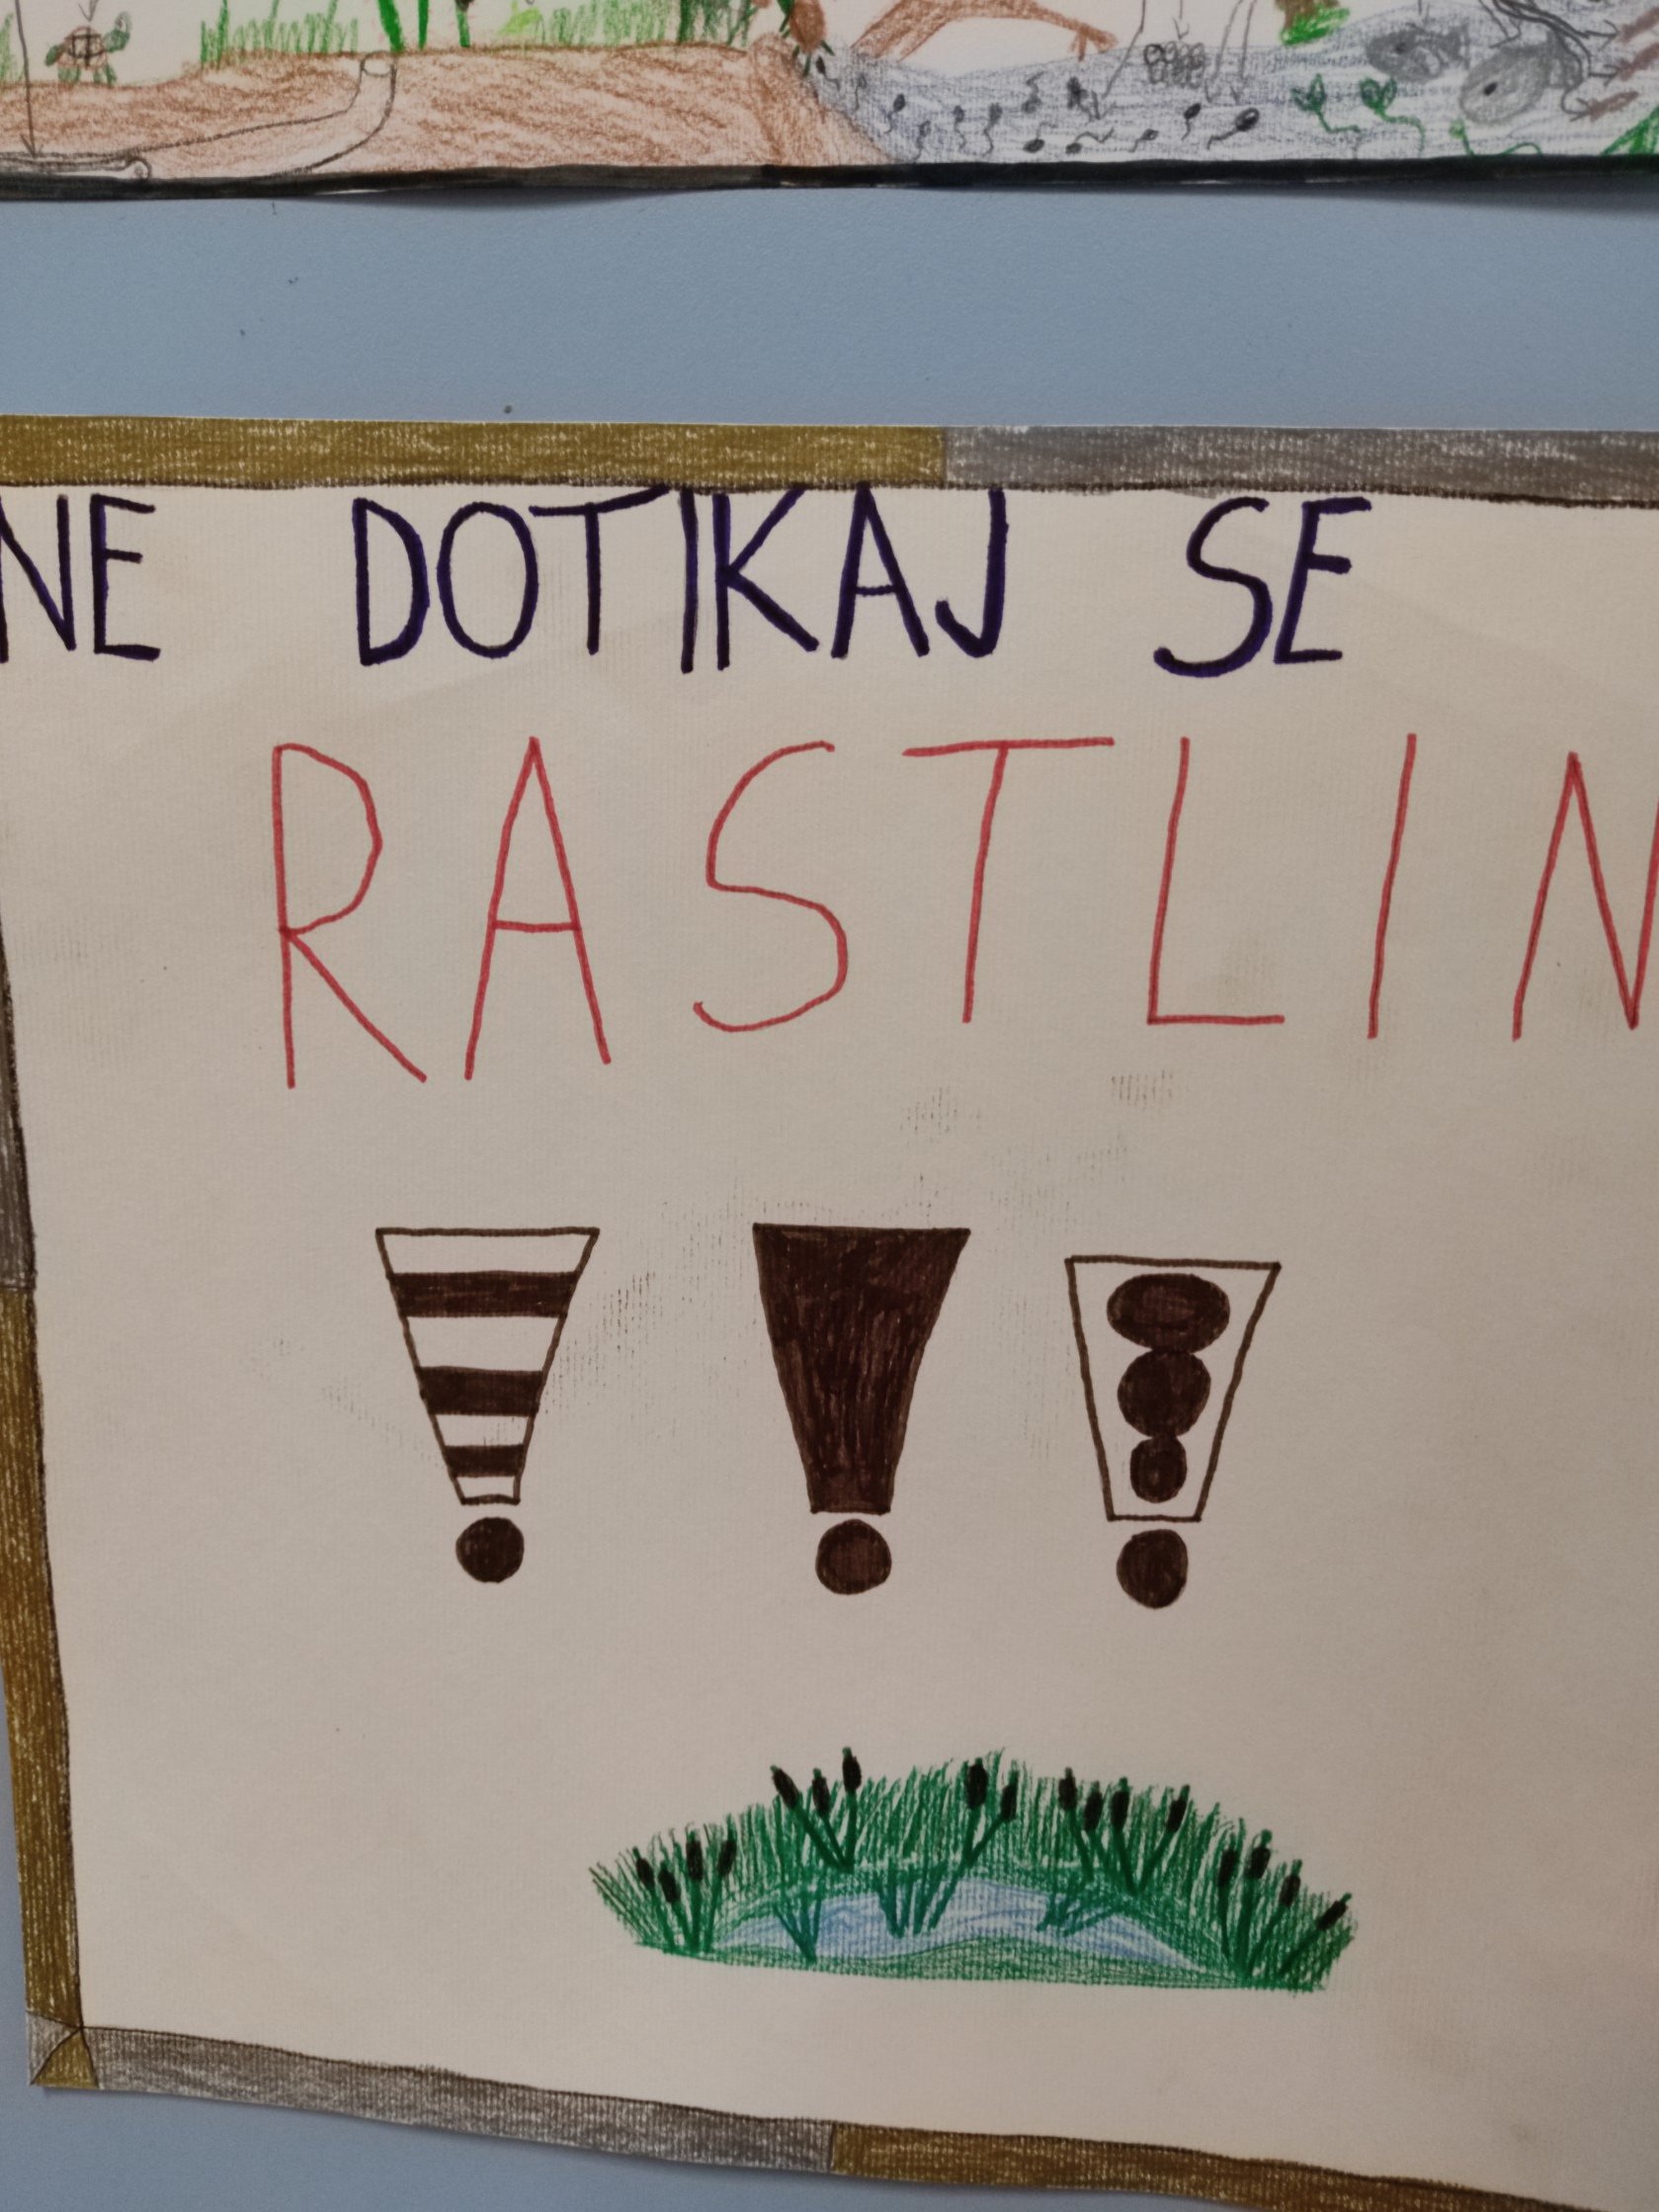 NE DOTIKAJ SE
RASTLIN
!!!